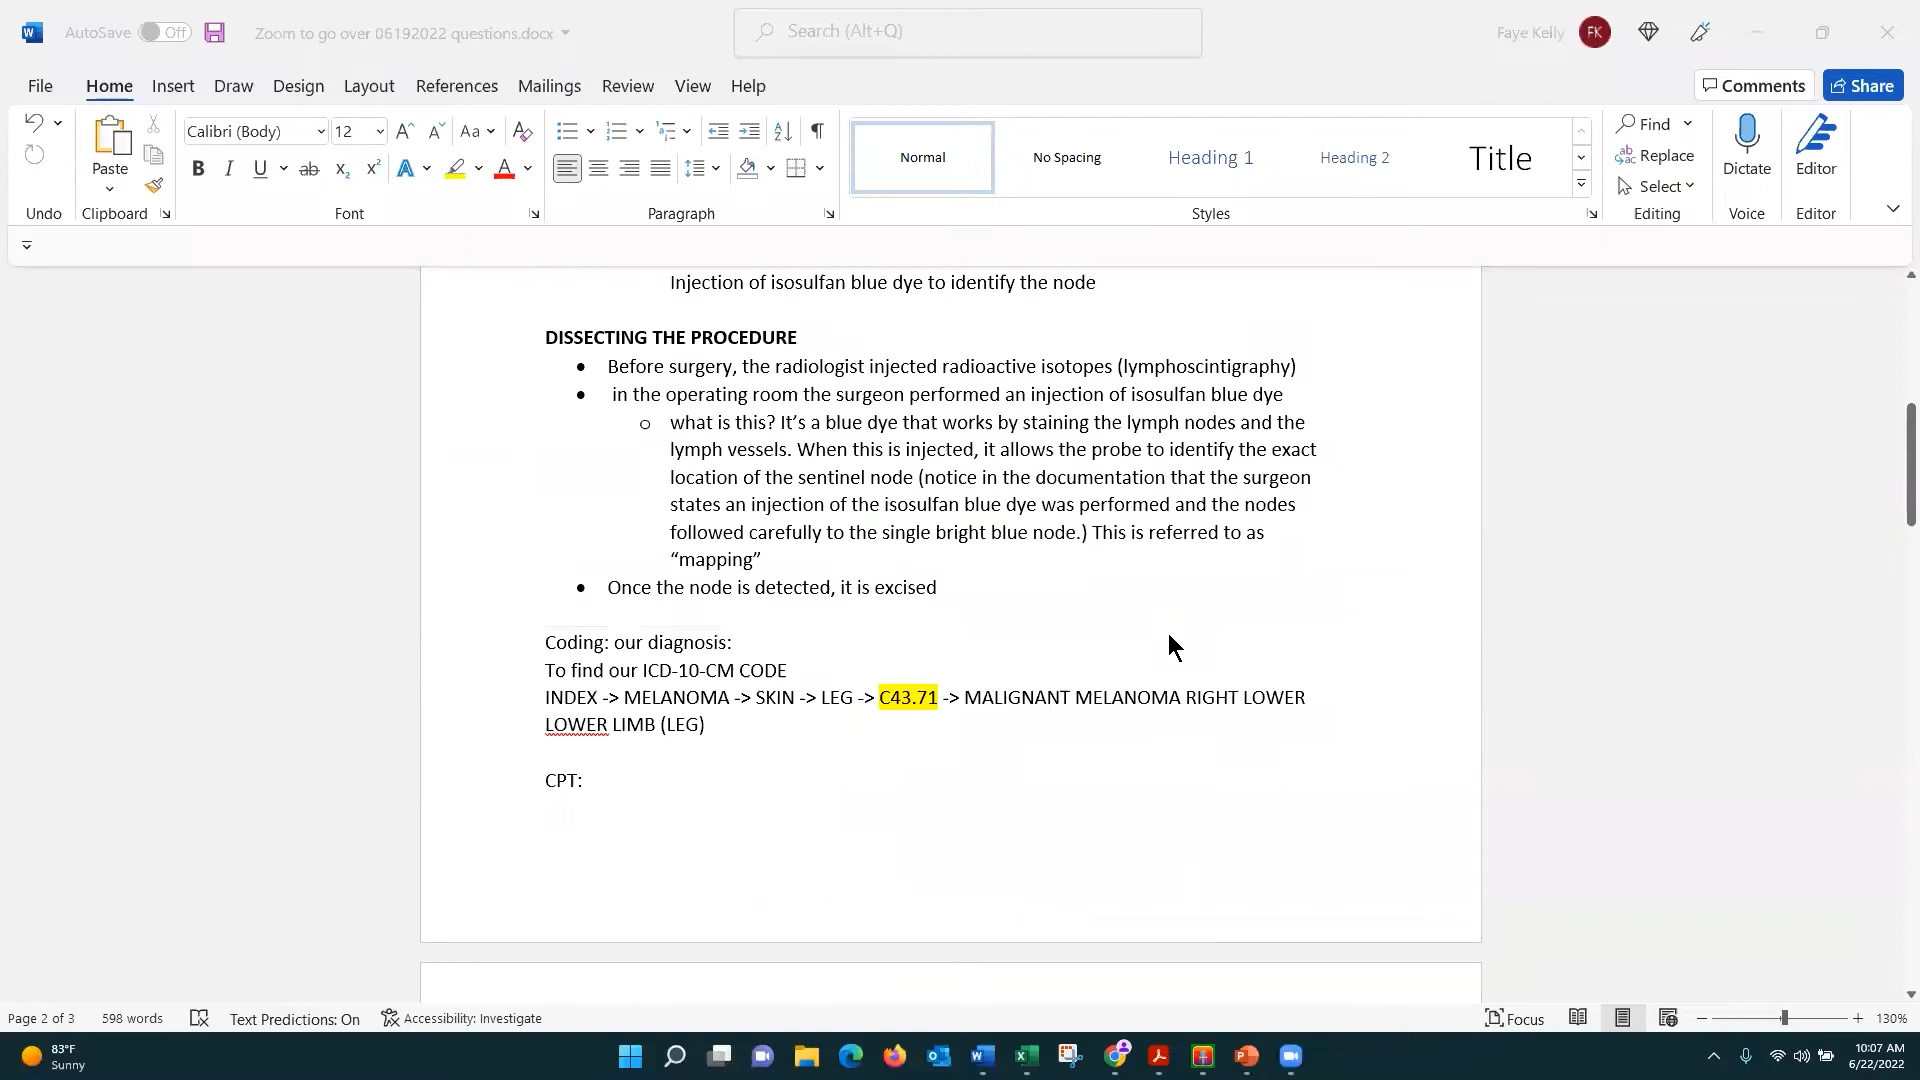 AutoSave Off Zoom to go over 06192022 questions.docx Search (Alt+Q) Faye Kelly FK
File Home Insert Draw Design Layout References Mailings Review View Help Comments Share
Calibri (Body) 12 Aa Find
Paste Normal No Spacing Heading 1 Heading 2 Title Replace Dictate Editor
B I U ab x₂ x² A A Select
Undo Clipboard Font Paragraph Styles Editing Voice Editor
Injection of isosulfan blue dye to identify the node
DISSECTING THE PROCEDURE
• Before surgery, the radiologist injected radioactive isotopes (lymphoscintigraphy)
• in the operating room the surgeon performed an injection of isosulfan blue dye
o what is this? It’s a blue dye that works by staining the lymph nodes and the
lymph vessels. When this is injected, it allows the probe to identify the exact
location of the sentinel node (notice in the documentation that the surgeon
states an injection of the isosulfan blue dye was performed and the nodes
followed carefully to the single bright blue node.) This is referred to as
“mapping”
• Once the node is detected, it is excised
Coding: our diagnosis:
To find our ICD-10-CM CODE
INDEX -> MELANOMA -> SKIN -> LEG -> C43.71 -> MALIGNANT MELANOMA RIGHT LOWER
LOWER LIMB (LEG)
CPT:
Page 2 of 3 598 words Text Predictions: On Accessibility: Investigate Focus 130%
83°F
Sunny
10:07 AM
6/22/2022